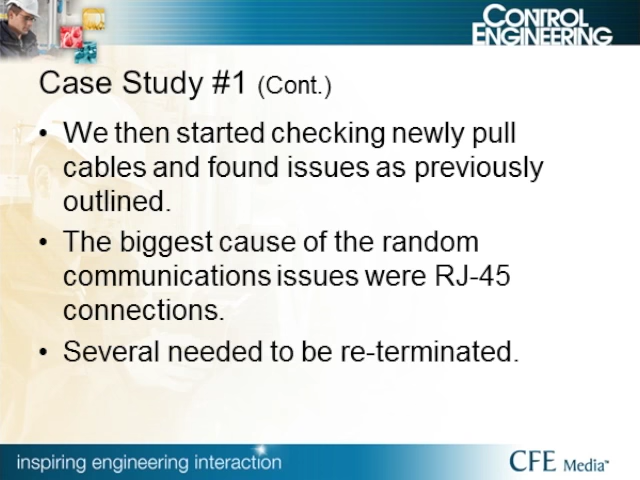 CONTROL
ENGINEERING
Case Study #1 (Cont.)
• We then started checking newly pull
cables and found issues as previously
outlined.
• The biggest cause of the random
communications issues were RJ-45
connections.
• Several needed to be re-terminated.
inspiring engineering interaction
CFE Media™